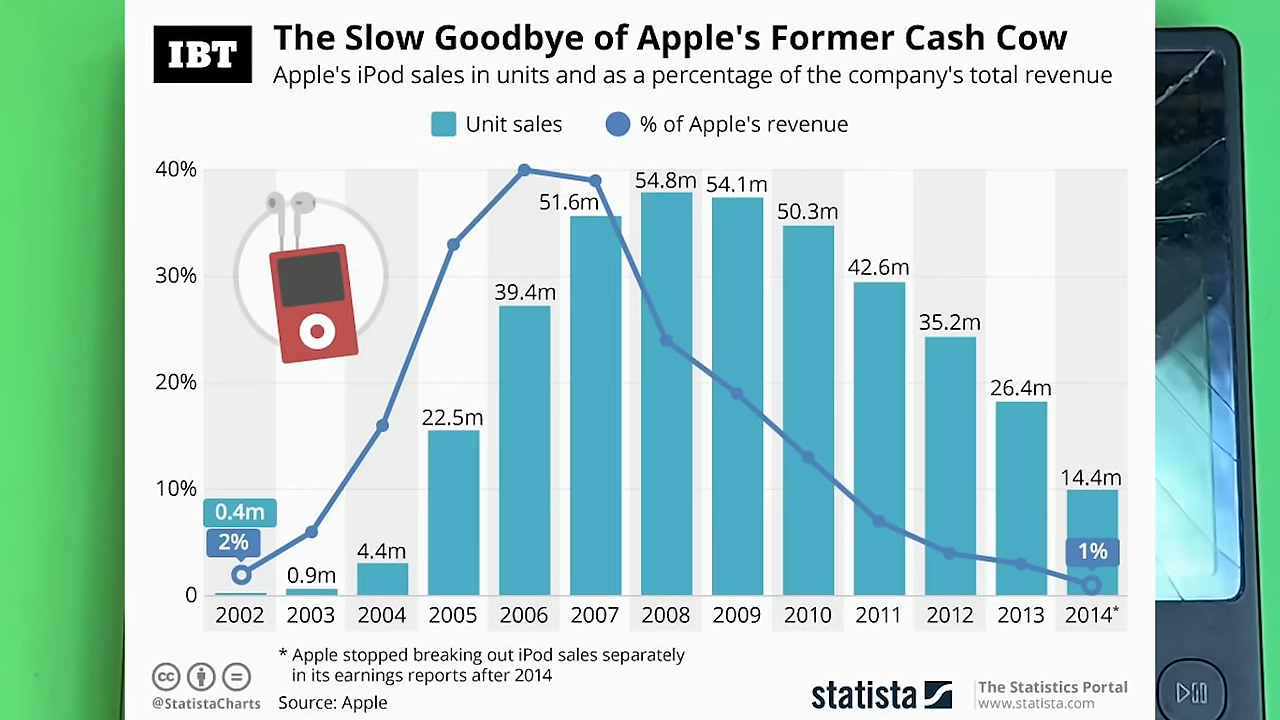 IBT
The Slow Goodbye of Apple's Former Cash Cow
Apple's iPod sales in units and as a percentage of the company's total revenue
Unit sales
% of Apple's revenue
40%
30%
20%
10%
0
0.4m
2%
0.9m
4.4m
22.5m
39.4m
51.6m
54.8m
54.1m
50.3m
42.6m
35.2m
26.4m
14.4m
1%
2002 2003 2004 2005 2006 2007 2008 2009 2010 2011 2012 2013 2014*
* Apple stopped breaking out iPod sales separately
in its earnings reports after 2014
cc
@StatistaCharts
Source: Apple
statista
The Statistics Portal
www.statista.com